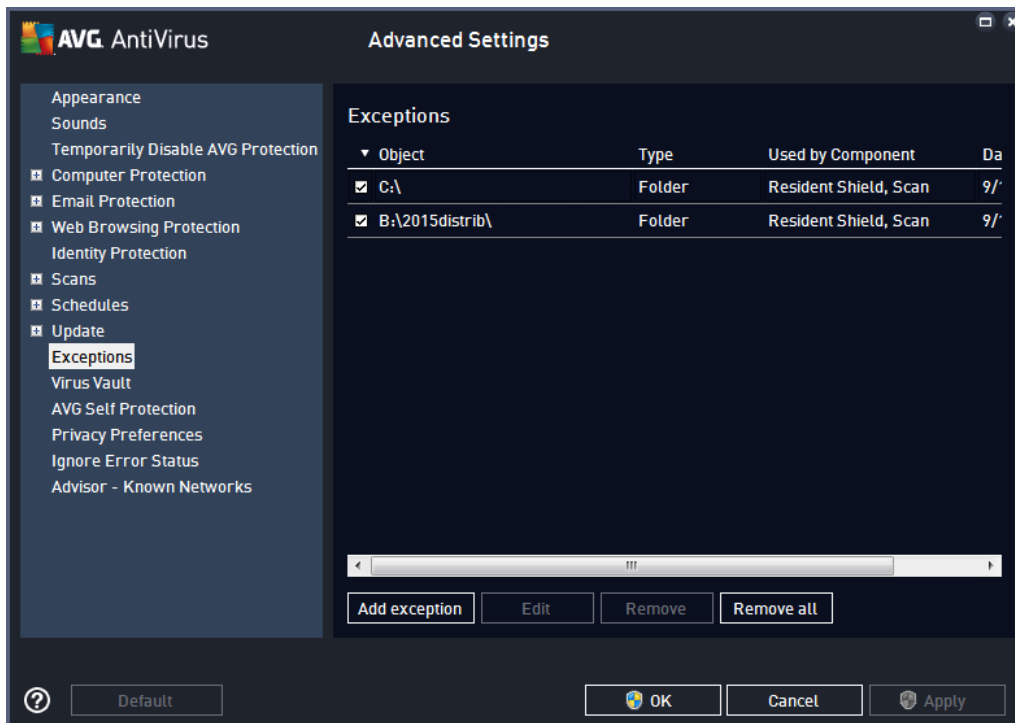 AVG AntiVirus
Advanced Settings
Appearance
Sounds
Temporarily Disable AVG Protection
Computer Protection
Email Protection
Web Browsing Protection
Identity Protection
Scans
Schedules
Update
Exceptions
Virus Vault
AVG Self Protection
Privacy Preferences
Ignore Error Status
Advisor - Known Networks
Exceptions
Object Type Used by Component Da
C:\ Folder Resident Shield, Scan 9/
B:\2015distrib\ Folder Resident Shield, Scan 9/
Add exception Edit Remove Remove all
? Default OK Cancel Apply